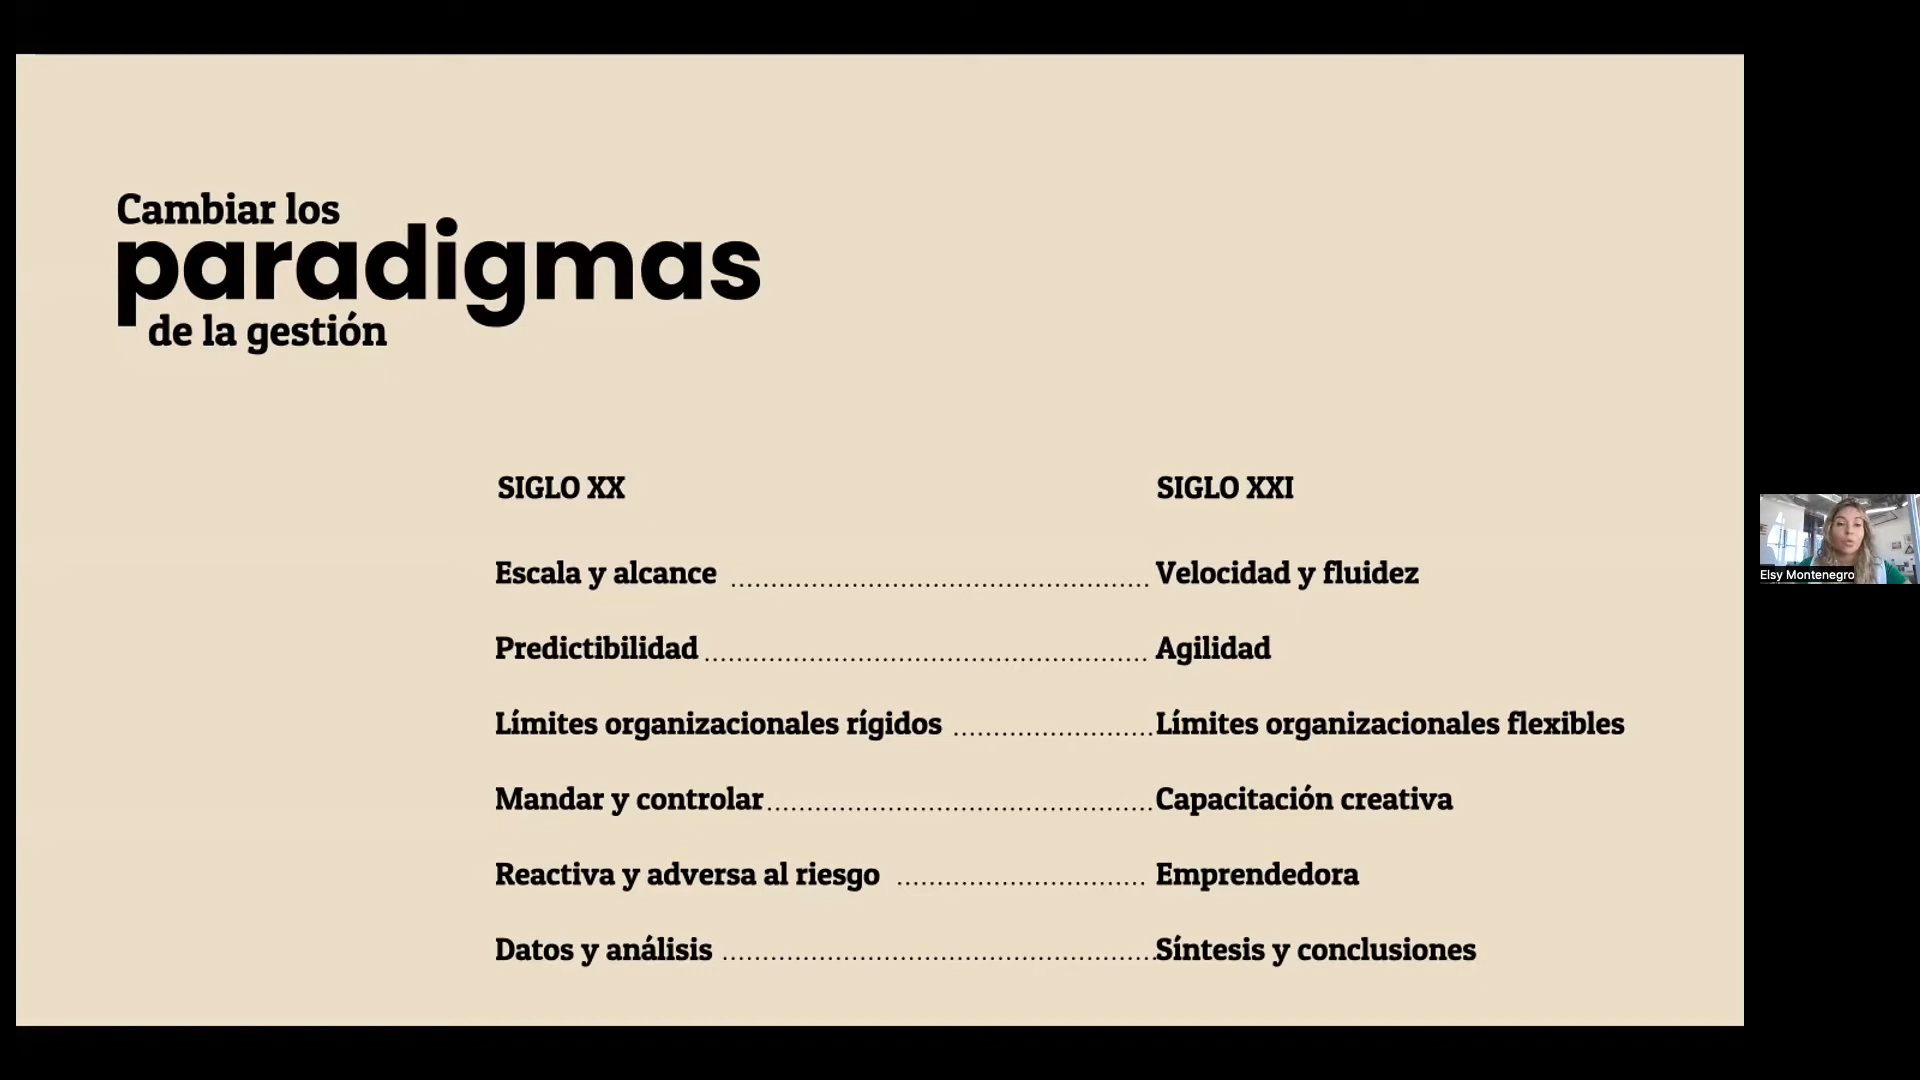 Cambiar los
paradigmas
de la gestión
SIGLO XX
SIGLO XXI
Escala y alcance ........................................ Velocidad y fluidez
Predictibilidad ........................................ Agilidad
Límites organizacionales rígidos .................... Límites organizacionales flexibles
Mandar y controlar ........................................ Capacitación creativa
Reactiva y adversa al riesgo ......................... Emprendedora
Datos y análisis ........................................ Síntesis y conclusiones
Elsy Montenegro